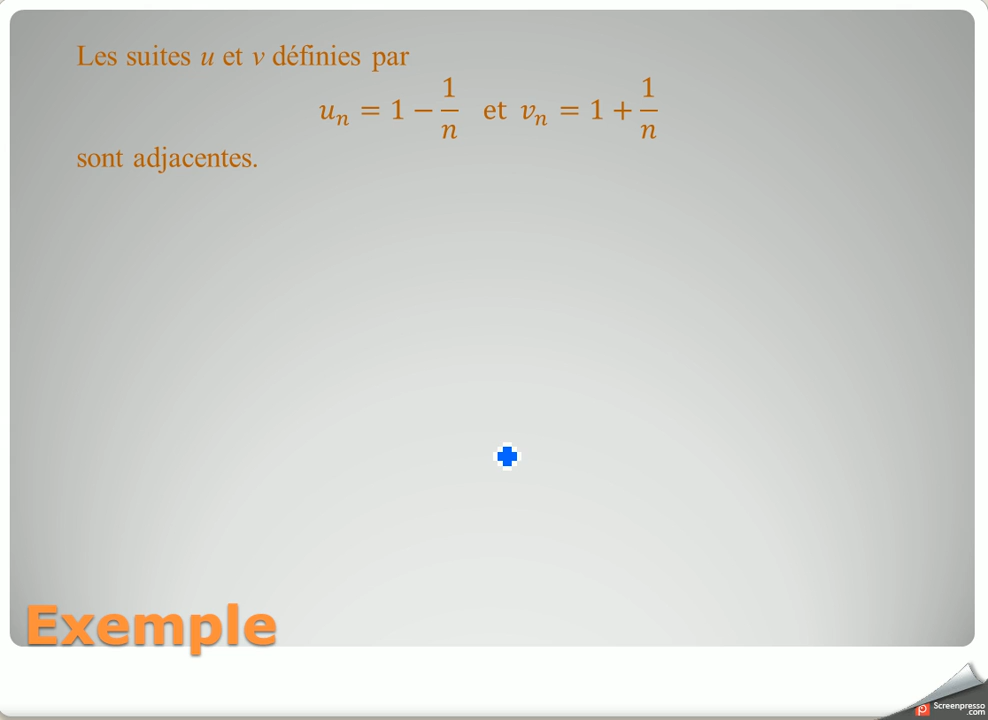 Les suites u et v définies par
uₙ = 1 − 1/n et vₙ = 1 + 1/n
sont adjacentes.
Exemple
Screenpresso
.com